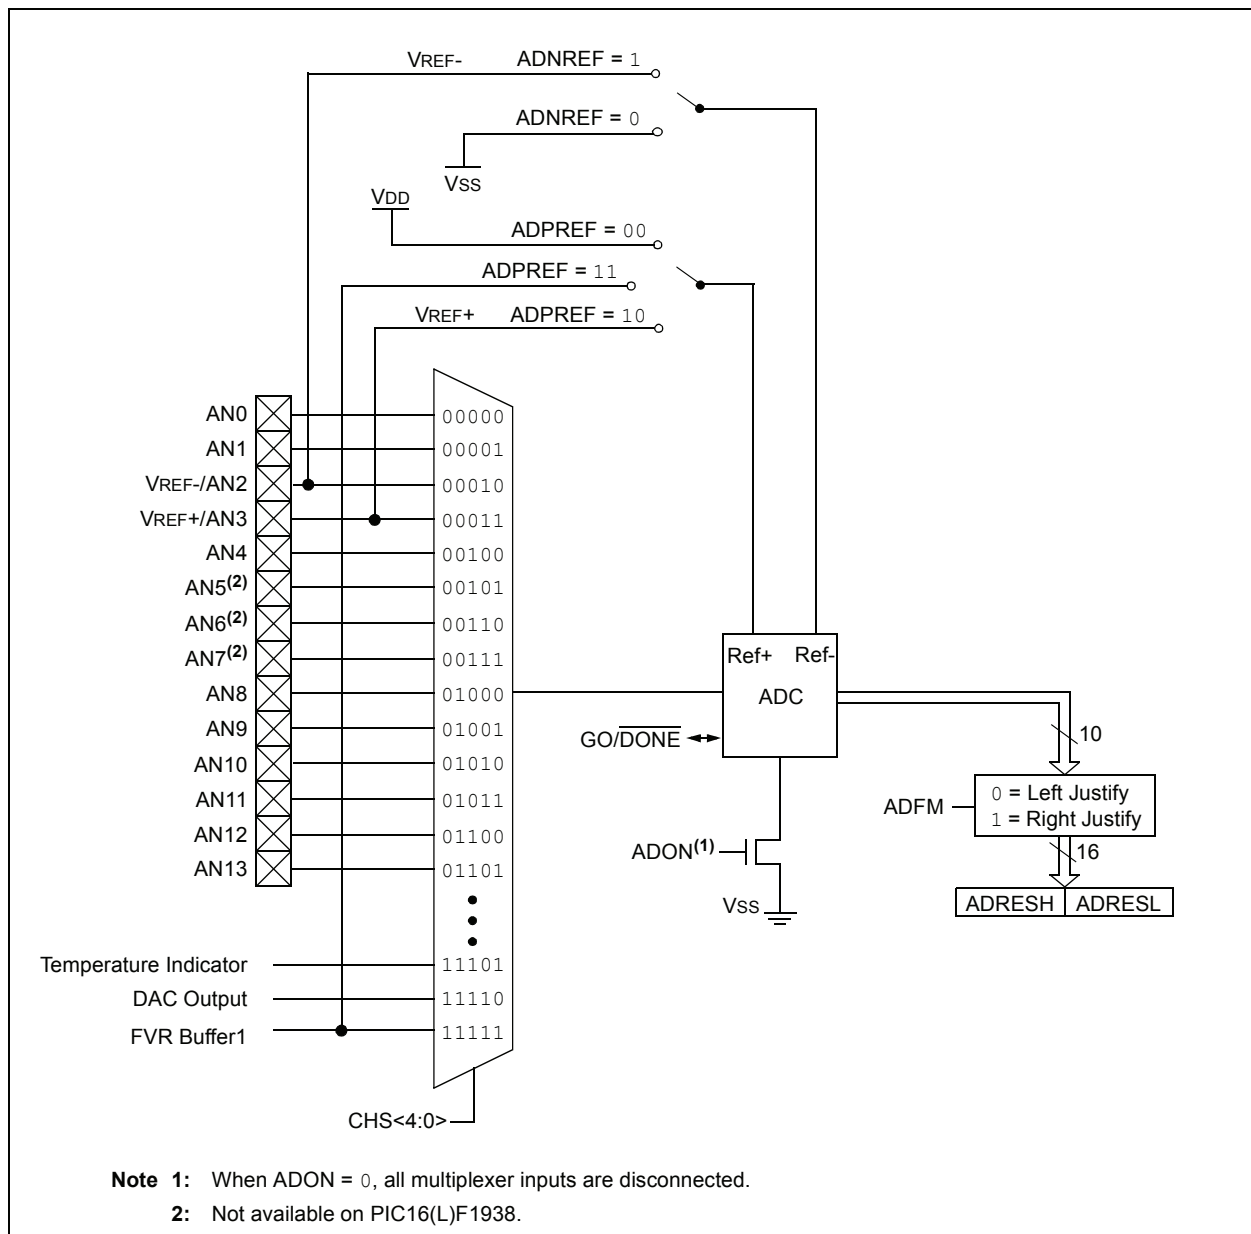 VREF- ADNREF = 1
ADNREF = 0
VSS
VDD
ADPREF = 00
ADPREF = 11
VREF+ ADPREF = 10
AN0 00000
AN1 00001
VREF-/AN2 00010
VREF+/AN3 00011
AN4 00100
AN5(2) 00101
AN6(2) 00110
AN7(2) 00111
AN8 01000
AN9 01001
AN10 01010
AN11 01011
AN12 01100
AN13 01101
Temperature Indicator 11101
DAC Output 11110
FVR Buffer1 11111
CHS<4:0>
Ref+ Ref-
ADC
GO/DONE
ADON(1)
VSS
10
ADFM
0 = Left Justify
1 = Right Justify
16
ADRESH ADRESL
Note 1: When ADON = 0, all multiplexer inputs are disconnected.
2: Not available on PIC16(L)F1938.